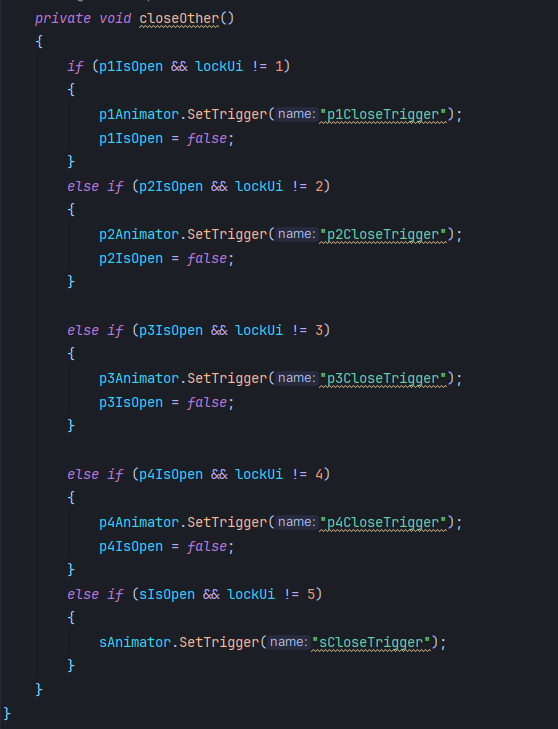 private void closeOther()
{
if (p1IsOpen && lockUi != 1)
{
p1Animator.SetTrigger(name:"p1CloseTrigger");
p1IsOpen = false;
}
else if (p2IsOpen && lockUi != 2)
{
p2Animator.SetTrigger(name:"p2CloseTrigger");
p2IsOpen = false;
}
else if (p3IsOpen && lockUi != 3)
{
p3Animator.SetTrigger(name:"p3CloseTrigger");
p3IsOpen = false;
}
else if (p4IsOpen && lockUi != 4)
{
p4Animator.SetTrigger(name:"p4CloseTrigger");
p4IsOpen = false;
}
else if (sIsOpen && lockUi != 5)
{
sAnimator.SetTrigger(name:"sCloseTrigger");
}
}
}